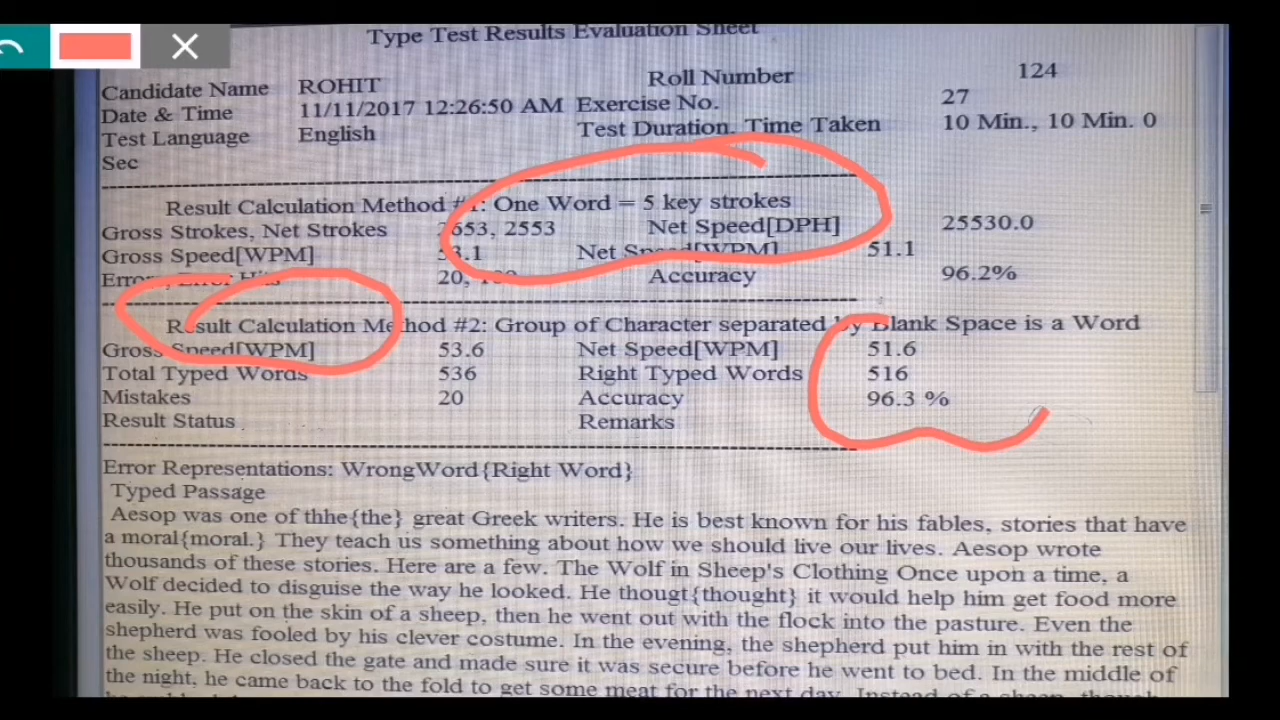 Type Test Results Evaluation Sheet
Candidate Name ROHIT Roll Number 124
Date & Time 11/11/2017 12:26:50 AM Exercise No. 27
Test Language English Test Duration, Time Taken 10 Min., 10 Min. 0
Sec
Result Calculation Method #1: One Word = 5 key strokes
Gross Strokes, Net Strokes 2653, 2553 Net Speed[DPH] 25530.0
Gross Speed[WPM] 53.1 Net Speed[WPM] 51.1
20, Accuracy 96.2%
Result Calculation Method #2: Group of Character separated by Blank Space is a Word
Gross Speed[WPM] 53.6 Net Speed[WPM] 51.6
Total Typed Words 536 Right Typed Words 516
Mistakes 20 Accuracy 96.3 %
Result Status Remarks
Error Representations: WrongWord{Right Word}
Typed Passage
Aesop was one of thhe{the} great Greek writers. He is best known for his fables, stories that have
a moral{moral.} They teach us something about how we should live our lives. Aesop wrote
thousands of these stories. Here are a few. The Wolf in Sheep's Clothing Once upon a time, a
Wolf decided to disguise the way he looked. He thougt{thought} it would help him get food more
easily. He put on the skin of a sheep, then he went out with the flock into the pasture. Even the
shepherd was fooled by his clever costume. In the evening, the shepherd put him in with the rest of
the sheep. He closed the gate and made sure it was secure before he went to bed. In the middle of
the night, he came back to the fold to get some meat for the next day. Instead of a sheep, though